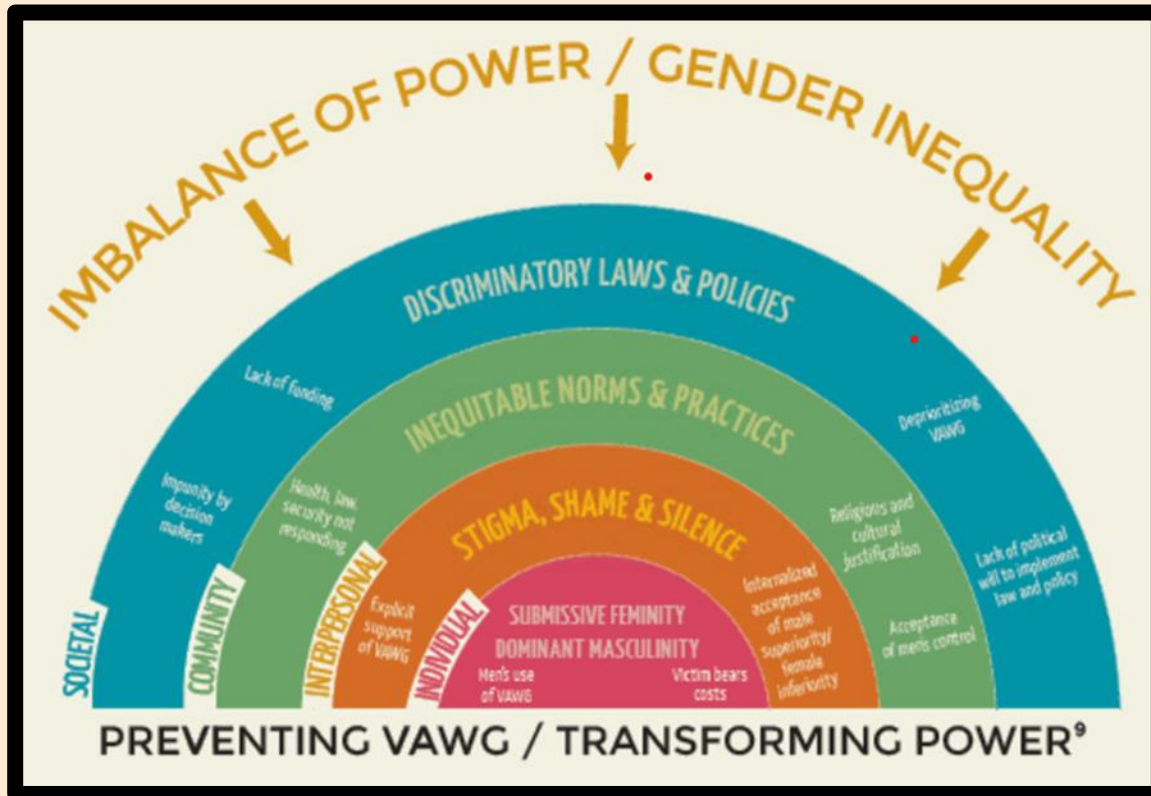 IMBALANCE OF POWER / GENDER INEQUALITY
DISCRIMINATORY LAWS & POLICIES
Lack of funding
Impunity by
decision
makers
Deprioritizing
VAWG
Lack of political
will to implement
law and policy
SOCIETAL
INEQUITABLE NORMS & PRACTICES
Health, law,
security not
responding
Religious and
cultural
justification
Acceptance
of men's control
COMMUNITY
STIGMA, SHAME & SILENCE
Explicit
support
of VAWG
Internalized
acceptance
of male
superiority/
female
inferiority
INTERPERSONAL
SUBMISSIVE FEMINITY
DOMINANT MASCULINITY
Men's use
of VAWG
Victim bears
costs
INDIVIDUAL
PREVENTING VAWG / TRANSFORMING POWER⁹